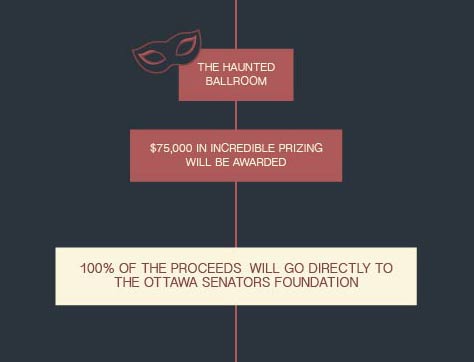 THE HAUNTED
BALLROOM
$75,000 IN INCREDIBLE PRIZING
WILL BE AWARDED
100% OF THE PROCEEDS WILL GO DIRECTLY TO
THE OTTAWA SENATORS FOUNDATION